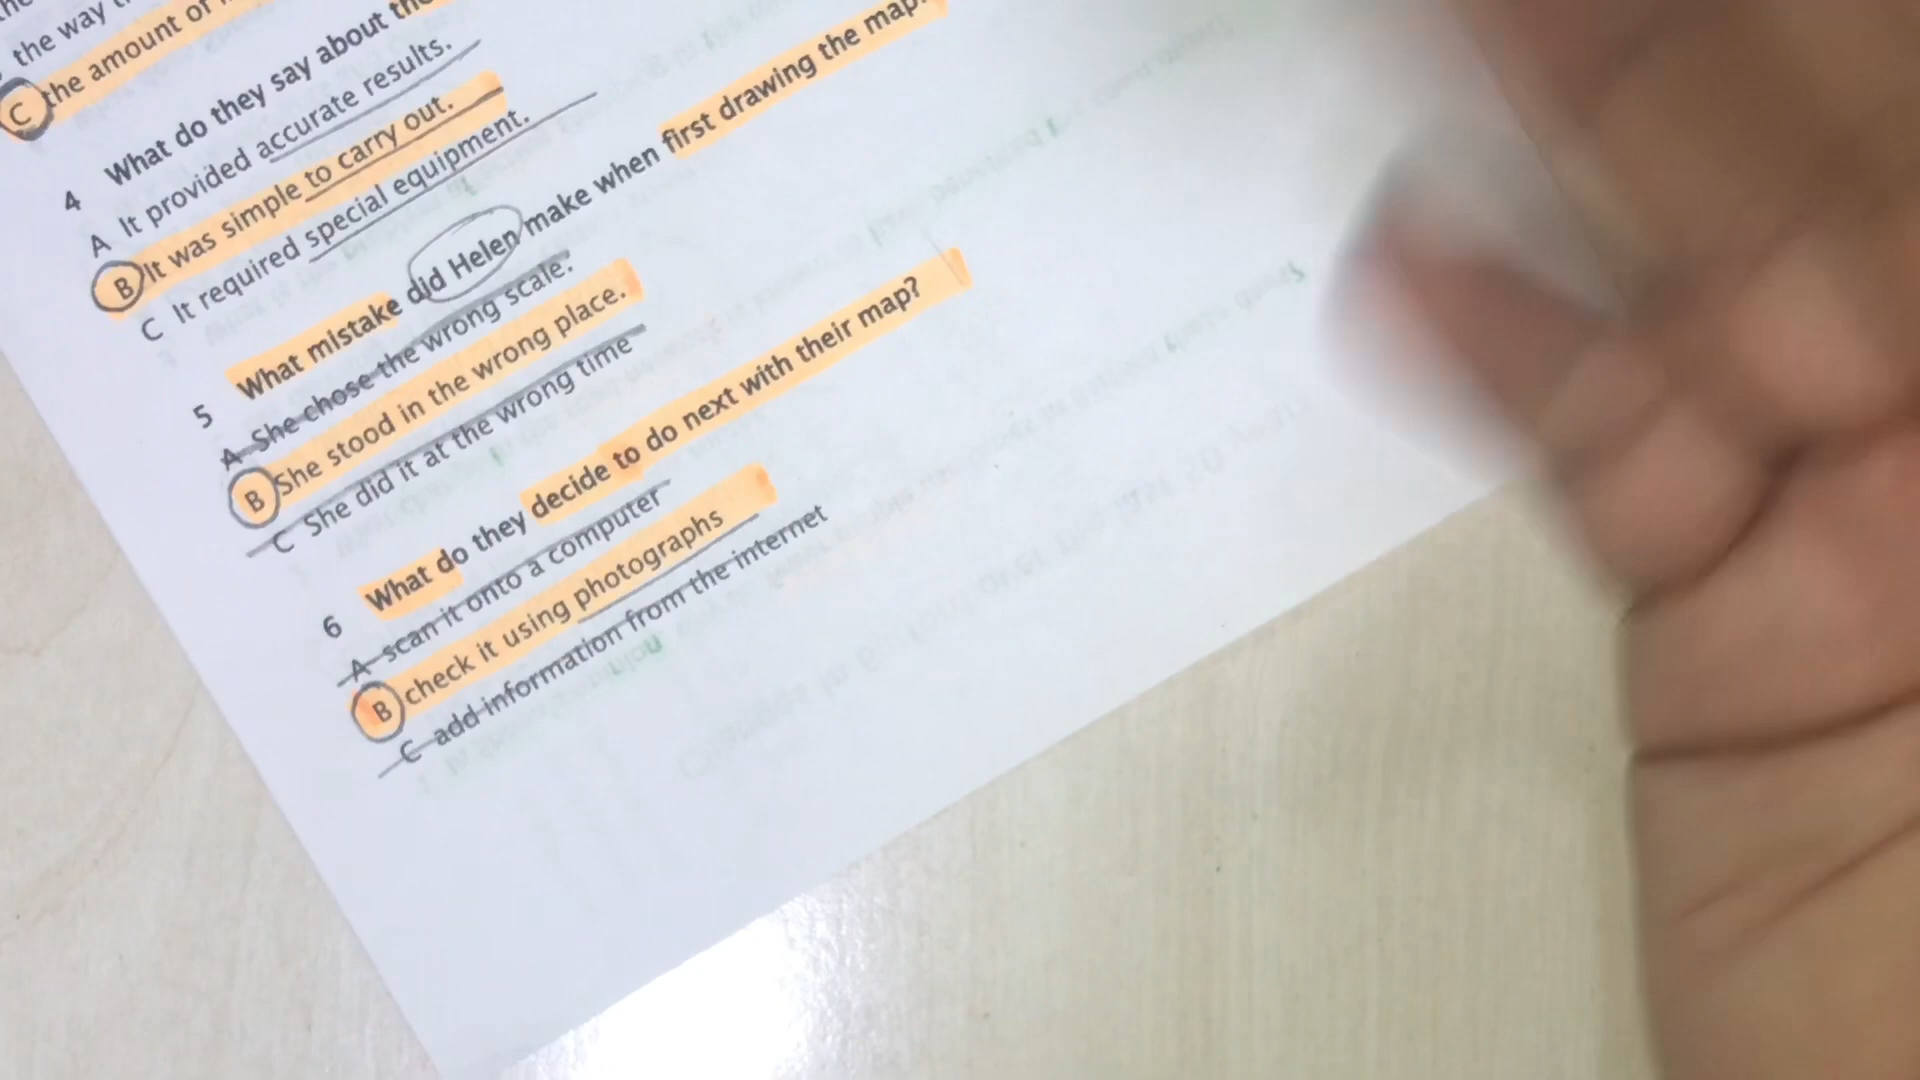 the way
C the amount of
4 What do they say about the
A It provided accurate results.
B It was simple to carry out.
C It required special equipment.
5 What mistake did Helen make when first drawing the map?
A She chose the wrong scale.
B She stood in the wrong place.
C She did it at the wrong time
6 What do they decide to do next with their map?
A scan it onto a computer
B check it using photographs
C add information from the internet